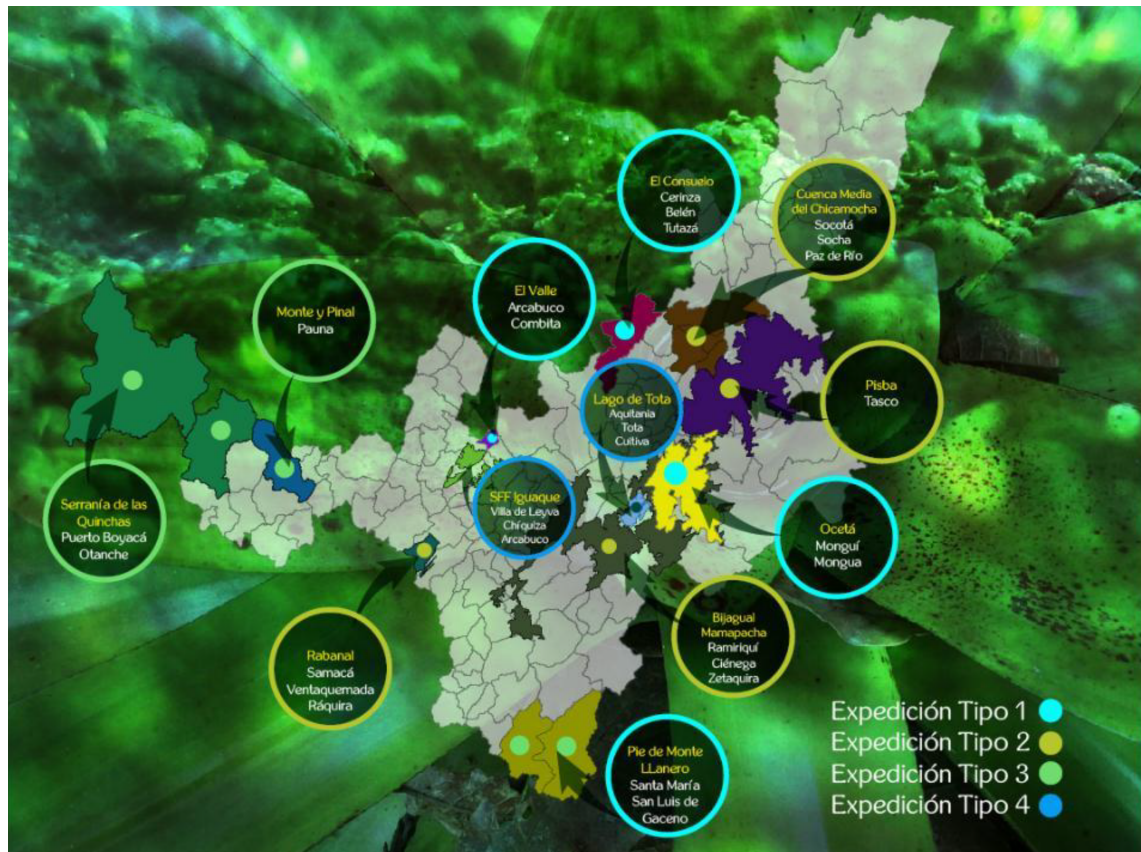 El Consuelo
Cerinza
Belén
Tutazá
Cuenca Media
del Chicamocha
Socotá
Socha
Paz de Río
El Valle
Arcabuco
Combita
Monte y Pinal
Pauna
Lago de Tota
Aquitania
Tota
Cuitiva
Pisba
Tasco
Serranía de las
Quinchas
Puerto Boyacá
Otanche
SFF Iguaque
Villa de Leyva
Chíquiza
Arcabuco
Ocetá
Monguí
Mongua
Rabanal
Samacá
Ventaquemada
Ráquira
Bijagual
Mamapacha
Ramiriquí
Ciénega
Zetaquira
Pie de Monte
LLanero
Santa María
San Luis de
Gaceno
Expedición Tipo 1
Expedición Tipo 2
Expedición Tipo 3
Expedición Tipo 4